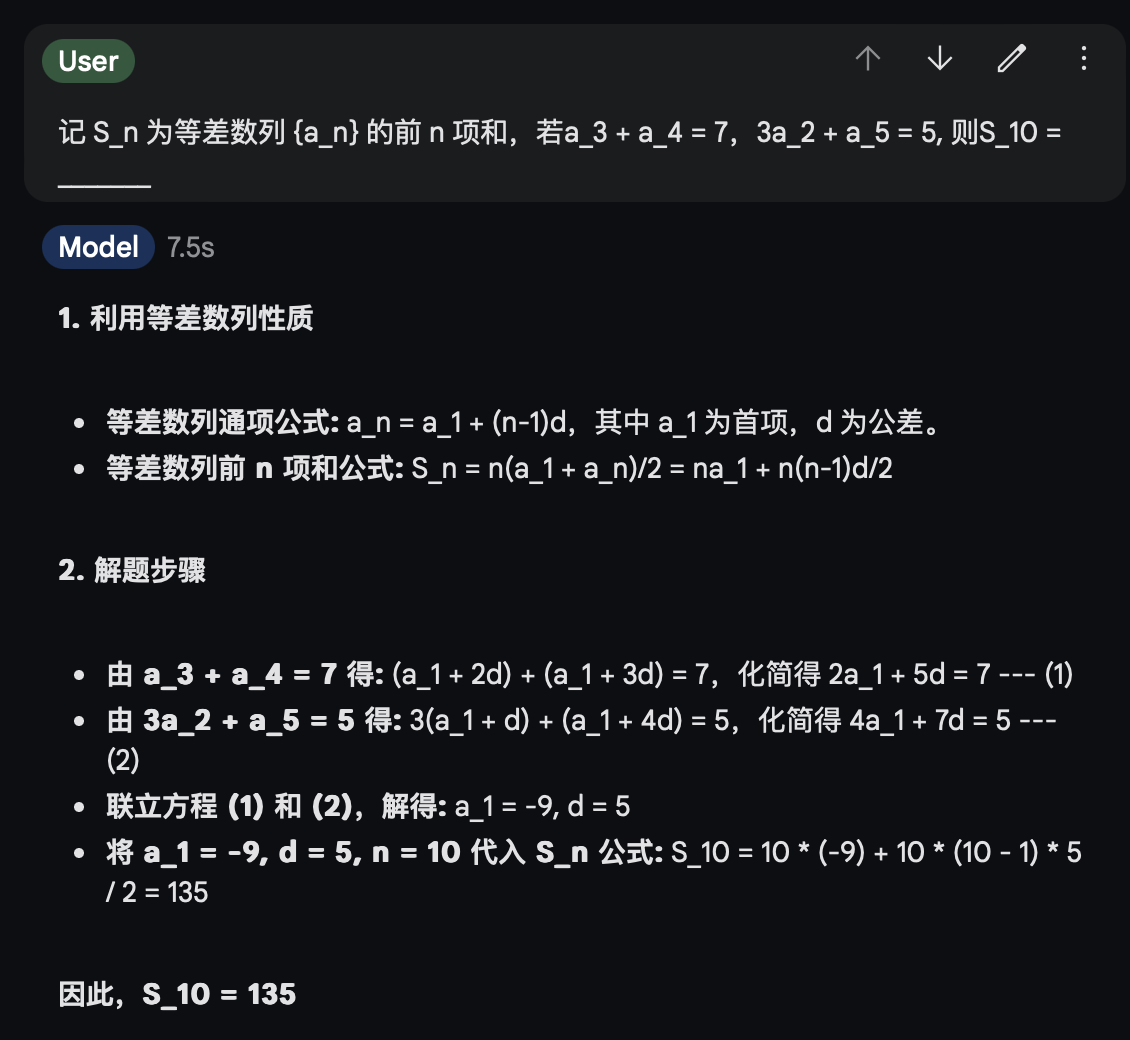 User
记 S_n 为等差数列 {a_n} 的前 n 项和，若a_3 + a_4 = 7，3a_2 + a_5 = 5, 则S_10 =
_______
Model 7.5s
1. 利用等差数列性质
• 等差数列通项公式: a_n = a_1 + (n-1)d，其中 a_1 为首项，d 为公差。
• 等差数列前 n 项和公式: S_n = n(a_1 + a_n)/2 = na_1 + n(n-1)d/2
2. 解题步骤
• 由 a_3 + a_4 = 7 得: (a_1 + 2d) + (a_1 + 3d) = 7，化简得 2a_1 + 5d = 7 --- (1)
• 由 3a_2 + a_5 = 5 得: 3(a_1 + d) + (a_1 + 4d) = 5，化简得 4a_1 + 7d = 5 ---
(2)
• 联立方程 (1) 和 (2)，解得: a_1 = -9, d = 5
• 将 a_1 = -9, d = 5, n = 10 代入 S_n 公式: S_10 = 10 * (-9) + 10 * (10 - 1) * 5
/ 2 = 135
因此，S_10 = 135